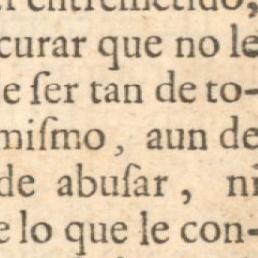 entremetido,
curar que no le
e ſer tan de to-
miſmo, aun de
de abuſar, ni
e lo que le con-